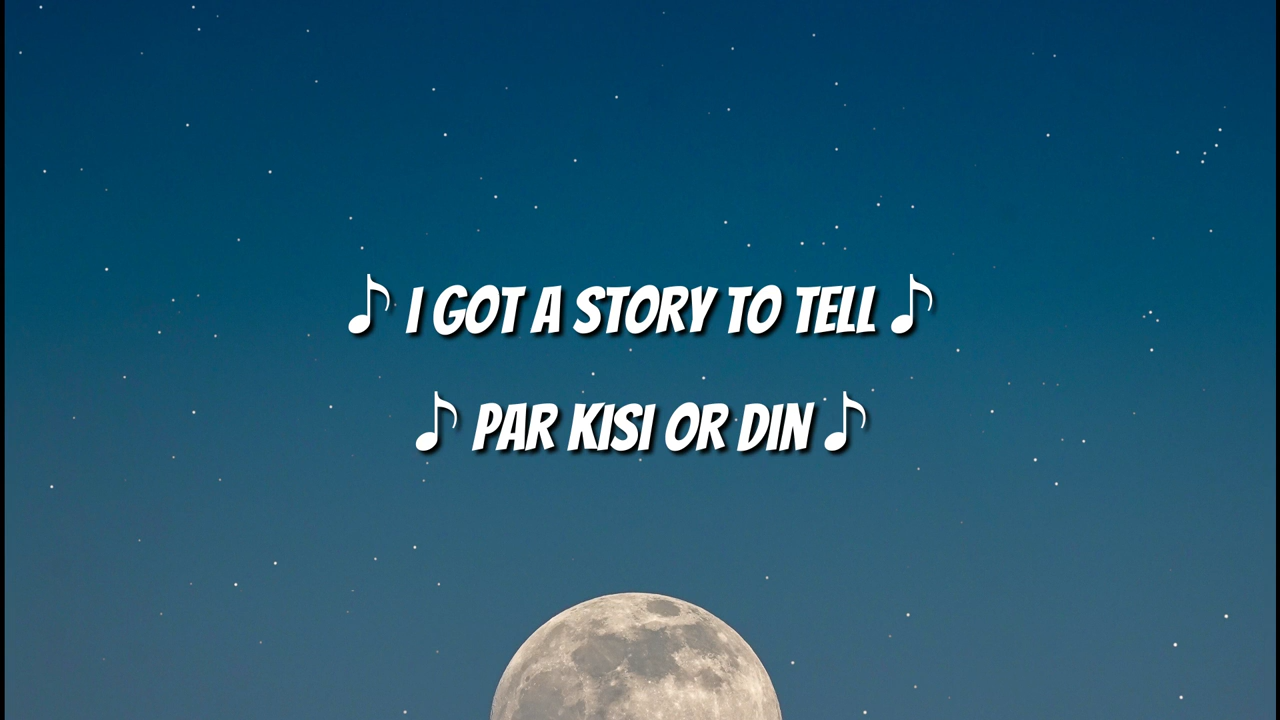 ♪ I GOT A STORY TO TELL ♪
♪ PAR KISI OR DIN ♪